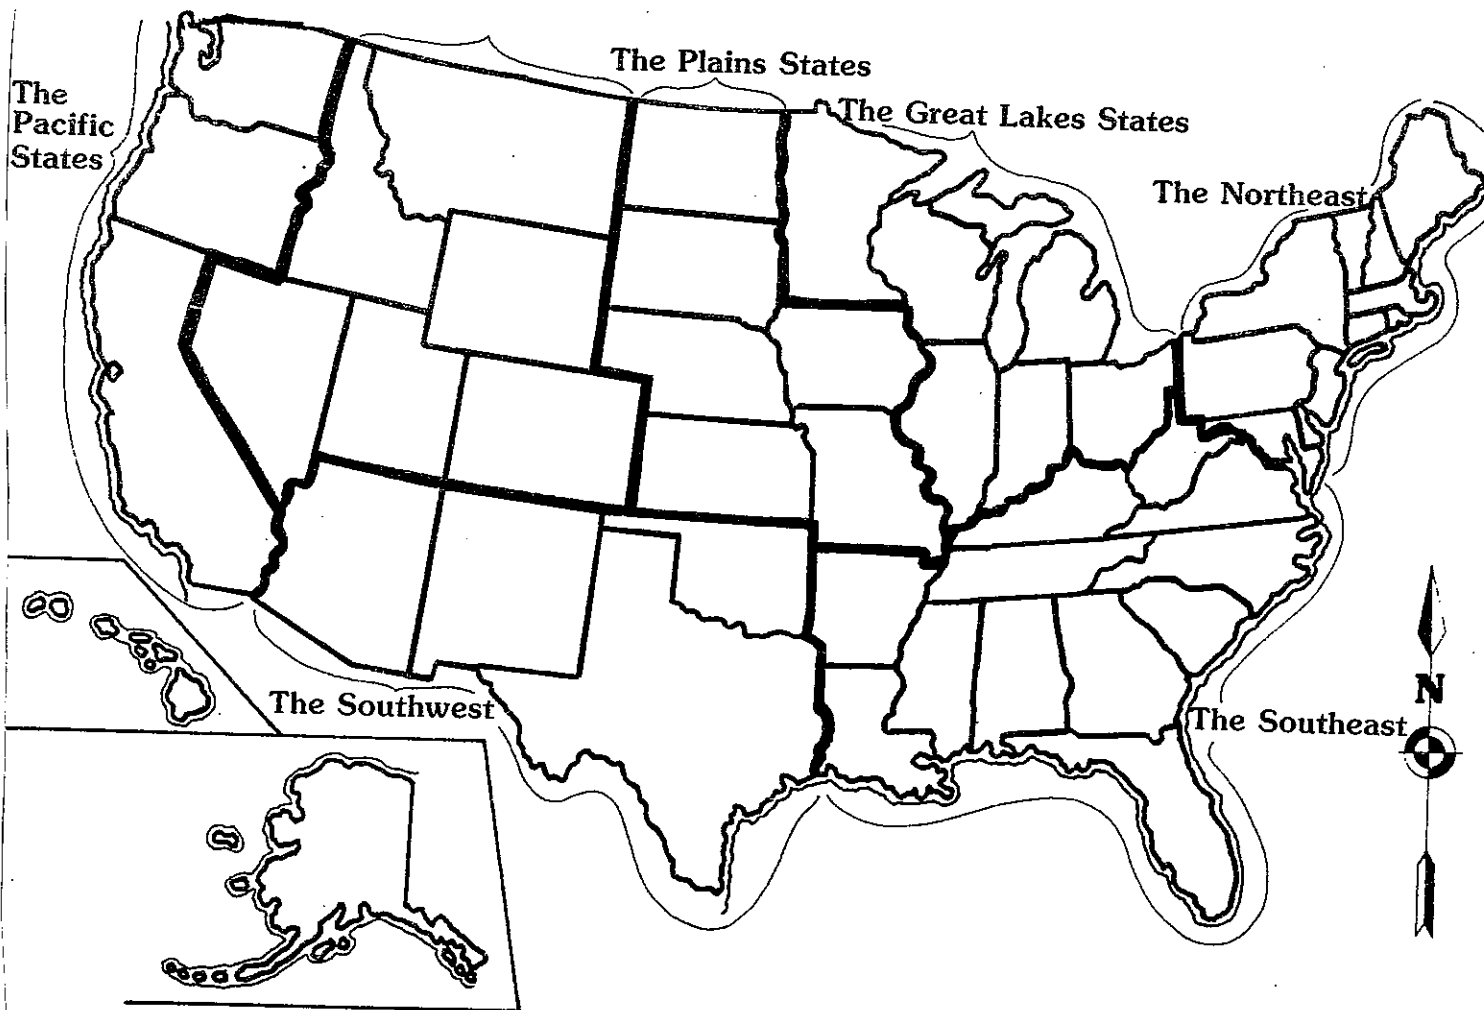 The Plains States
The
Pacific
States
The Great Lakes States
The Northeast
The Southwest
The Southeast
N